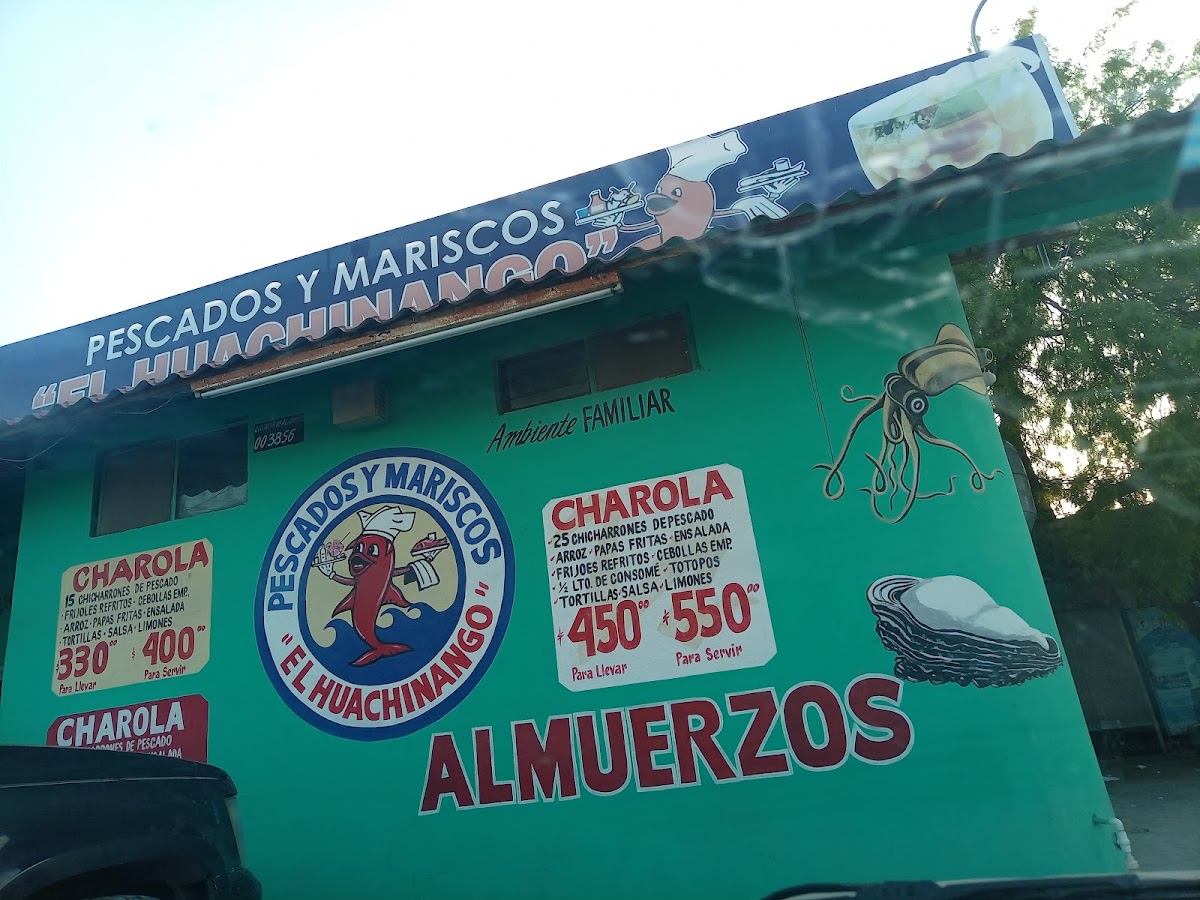 PESCADOS Y MARISCOS
"EL HUACHINANGO"
003856
Ambiente FAMILIAR
PESCADOS Y MARISCOS
"EL HUACHINANGO"
CHAROLA
15 CHICHARRONES DE PESCADO
FRIJOLES REFRITOS · CEBOLLAS EMP.
ARROZ · PAPAS FRITAS · ENSALADA
TORTILLAS · SALSA · LIMONES
$330.00 $400.00
Para Llevar Para Servir
CHAROLA
25 CHICHARRONES DE PESCADO
ARROZ · PAPAS FRITAS · ENSALADA
FRIJOES REFRITOS · CEBOLLAS EMP.
½ LTO. DE CONSOMÉ · TOTOPOS
TORTILLAS · SALSA · LIMONES
$450.00 $550.00
Para Llevar Para Servir
CHAROLA
DE PESCADO
ALMUERZOS